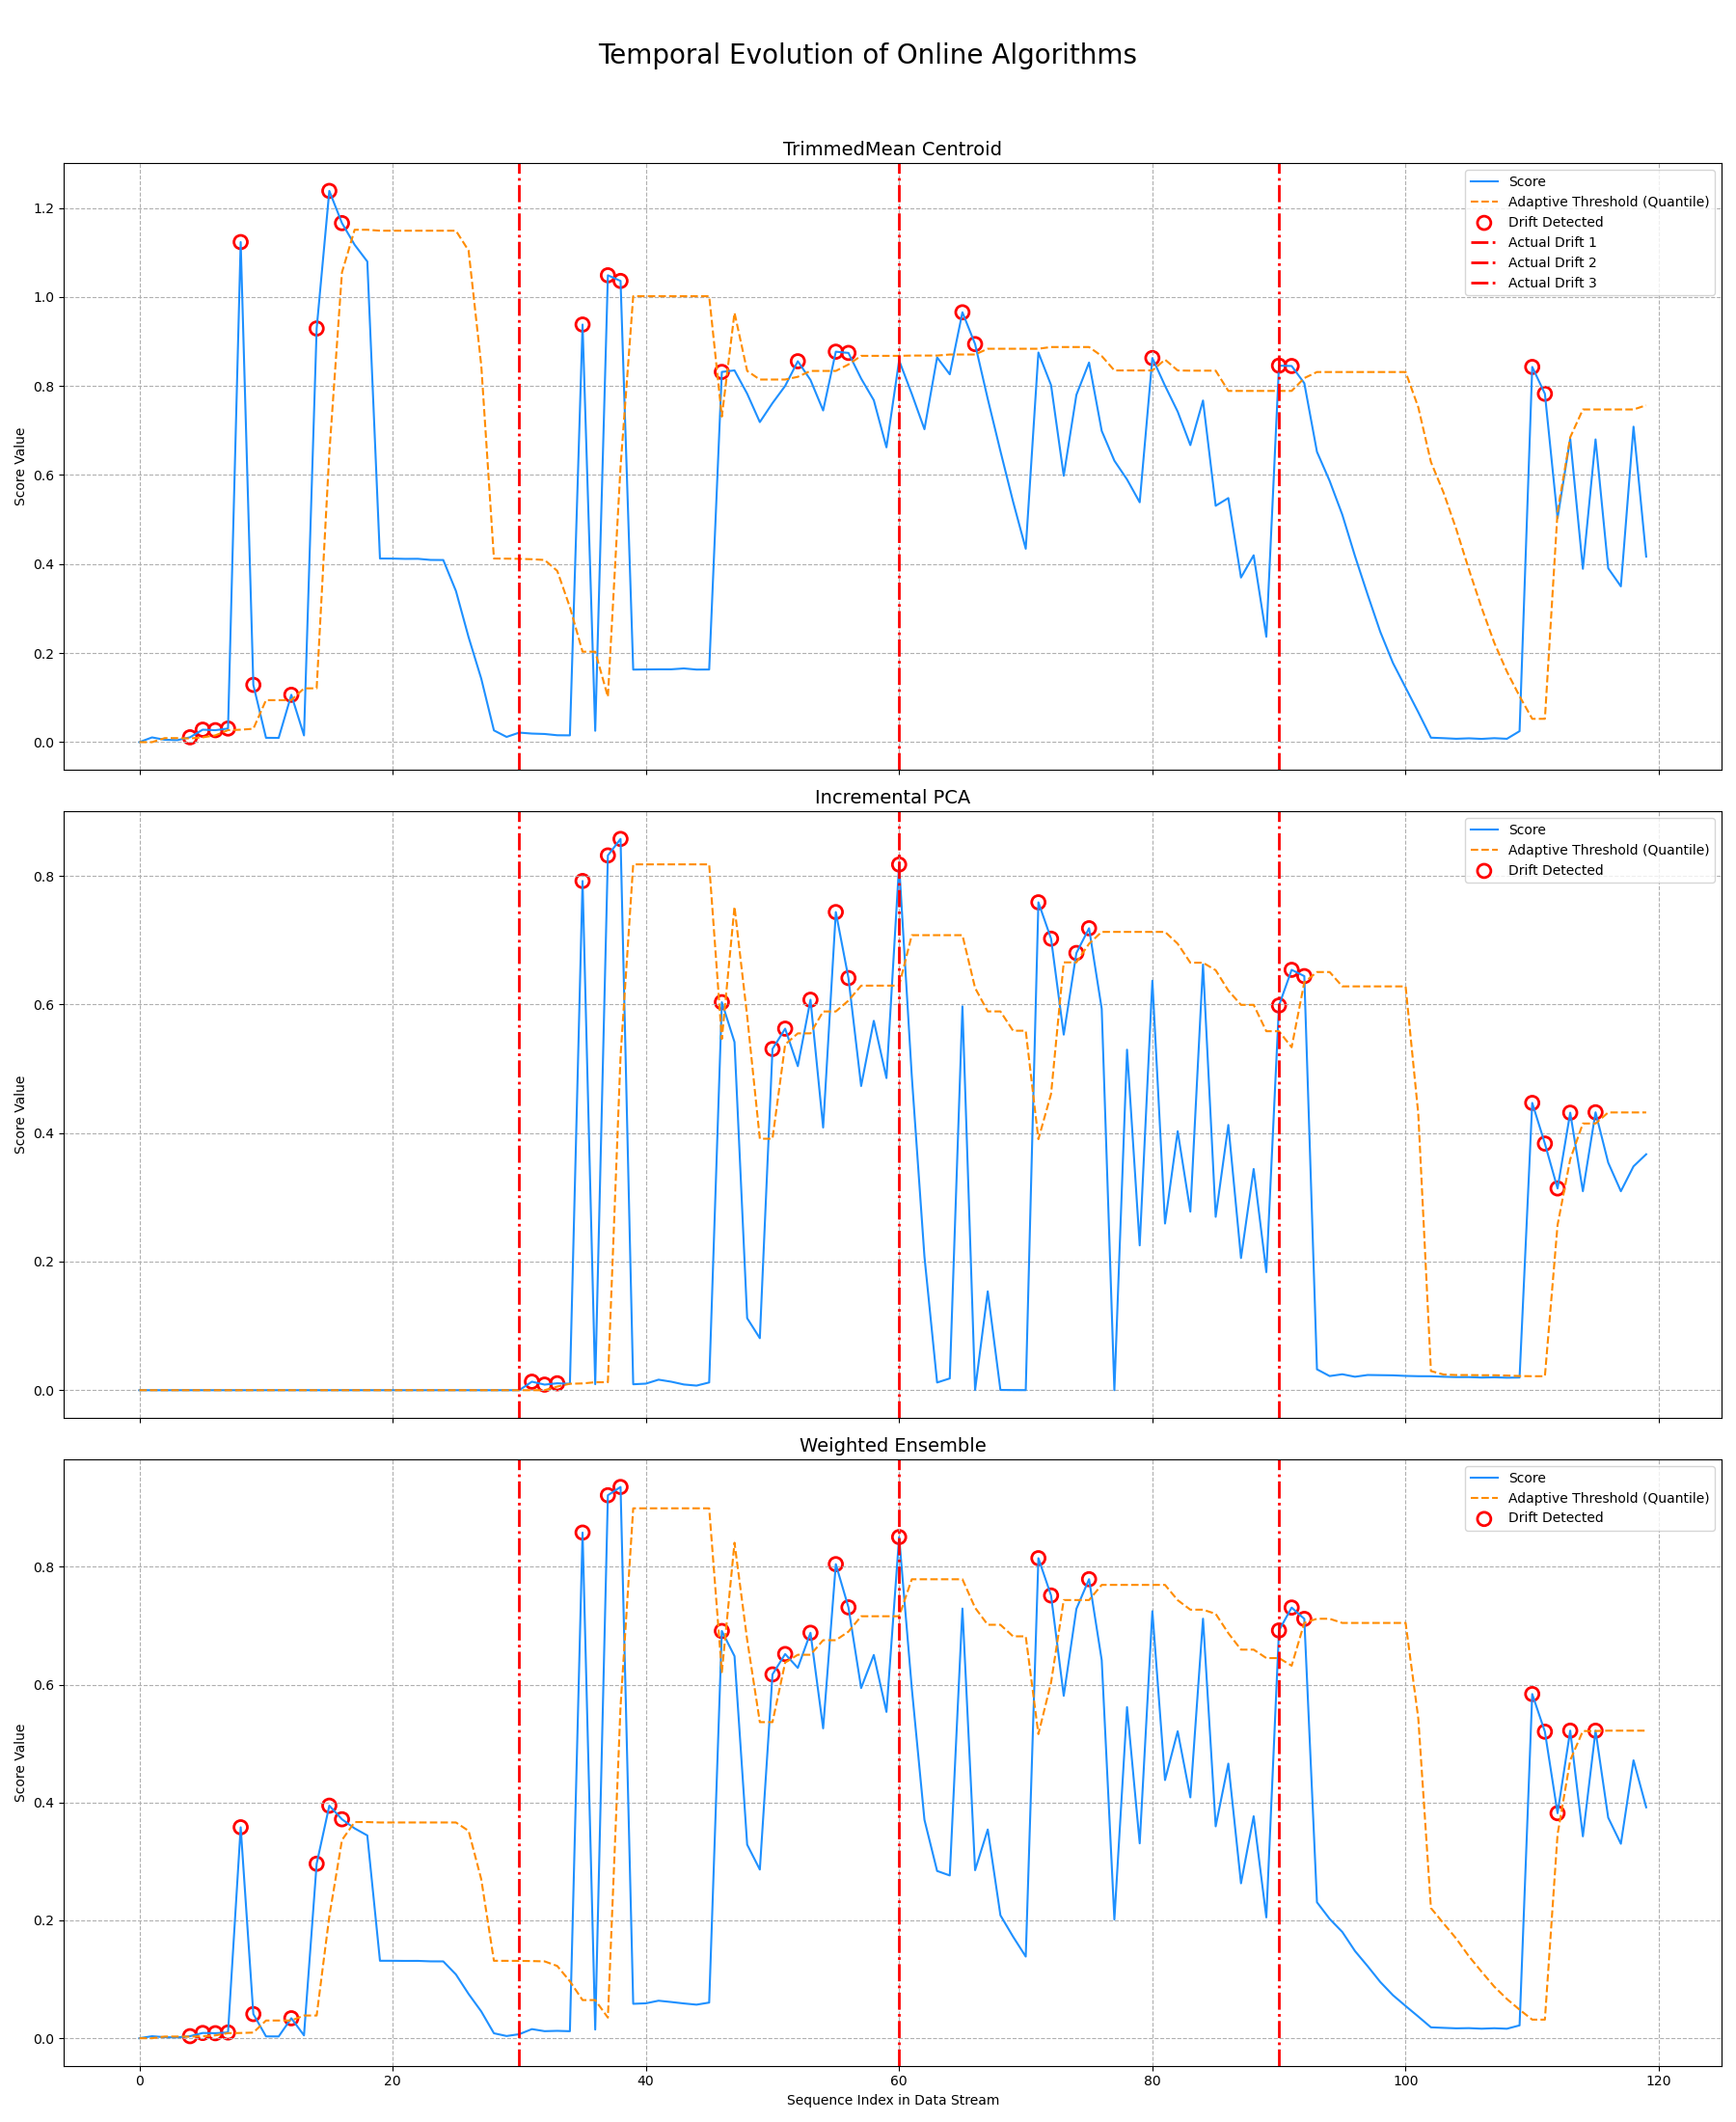 Temporal Evolution of Online Algorithms
TrimmedMean Centroid
Score Value
1.2
1.0
0.8
0.6
0.4
0.2
0.0
Score
Adaptive Threshold (Quantile)
Drift Detected
Actual Drift 1
Actual Drift 2
Actual Drift 3
Incremental PCA
Score Value
0.8
0.6
0.4
0.2
0.0
Score
Adaptive Threshold (Quantile)
Drift Detected
Weighted Ensemble
Score Value
0.8
0.6
0.4
0.2
0.0
Score
Adaptive Threshold (Quantile)
Drift Detected
0 20 40 60 80 100 120
Sequence Index in Data Stream